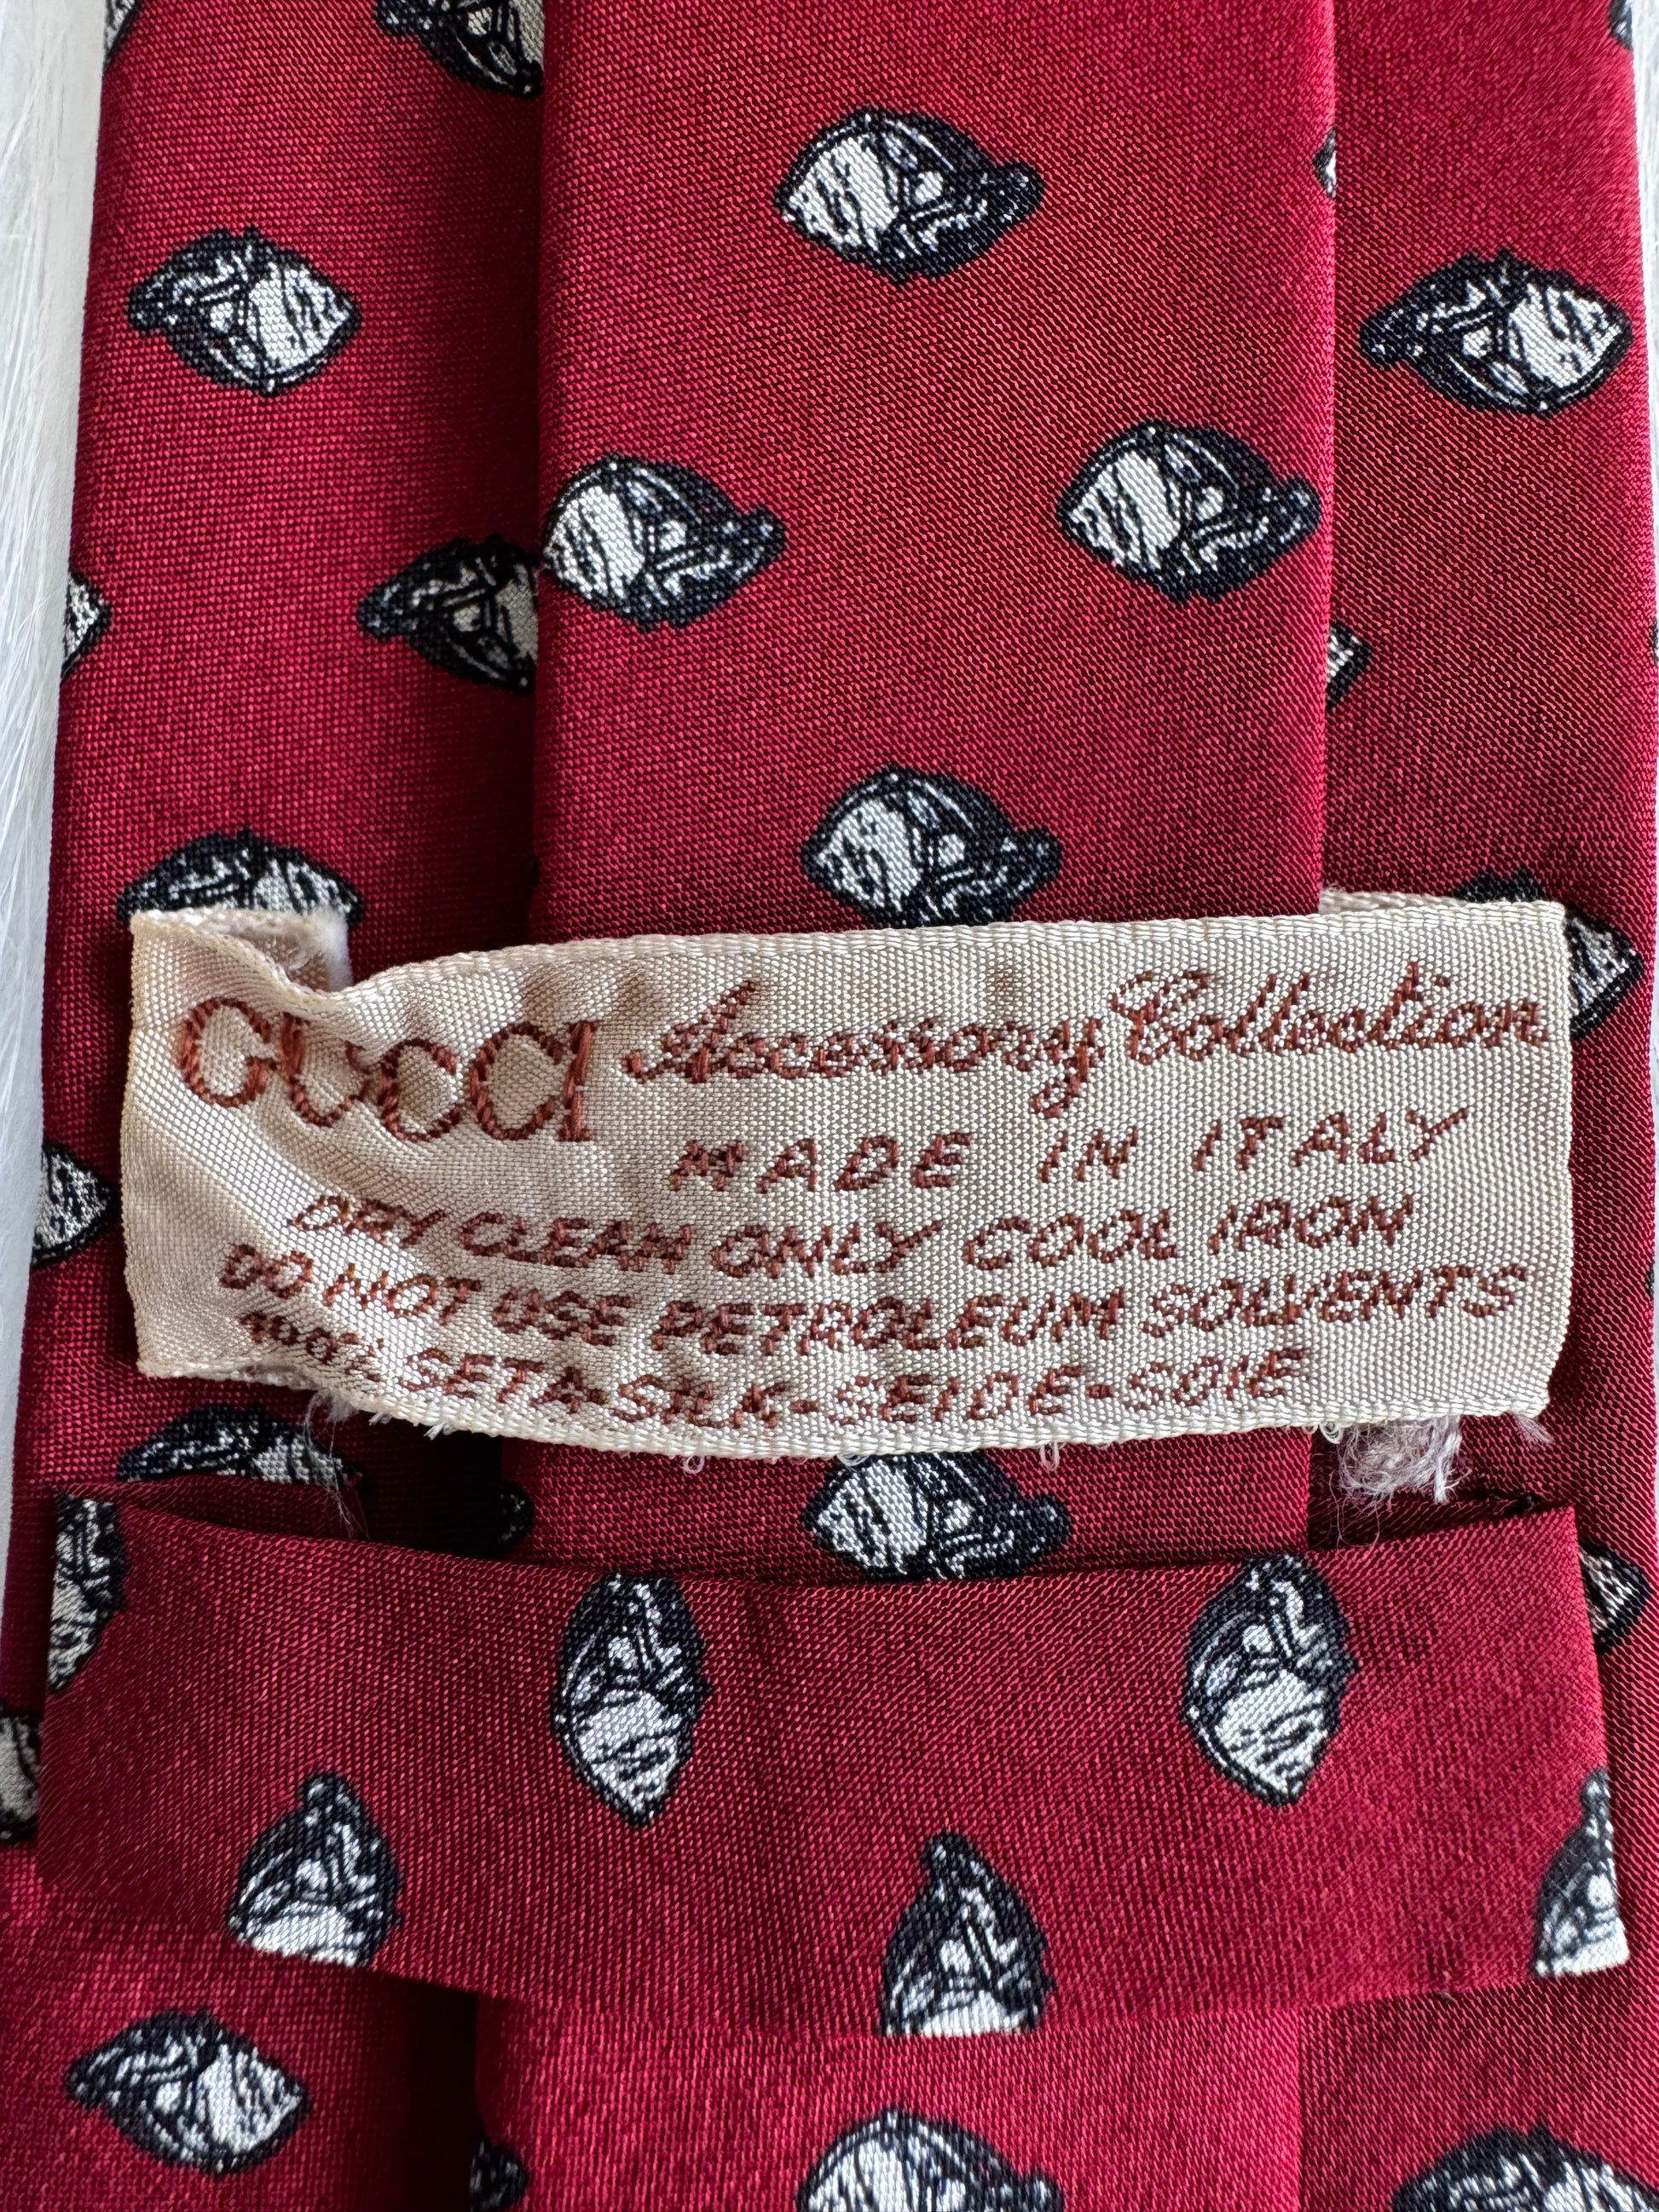 GUCCI Accessory Collection
MADE IN ITALY
DRY CLEAN ONLY COOL IRON
DO NOT USE PETROLEUM SOLVENTS
100% SETA-SILK-SEIDE-SOIE